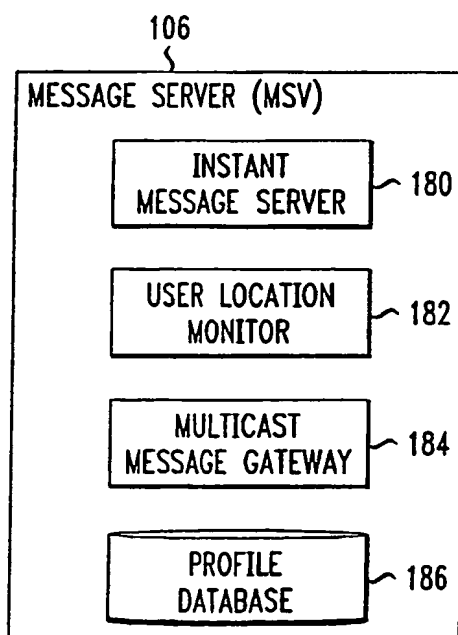 106
MESSAGE SERVER (MSV)
INSTANT
MESSAGE SERVER
180
USER LOCATION
MONITOR
182
MULTICAST
MESSAGE GATEWAY
184
PROFILE
DATABASE
186